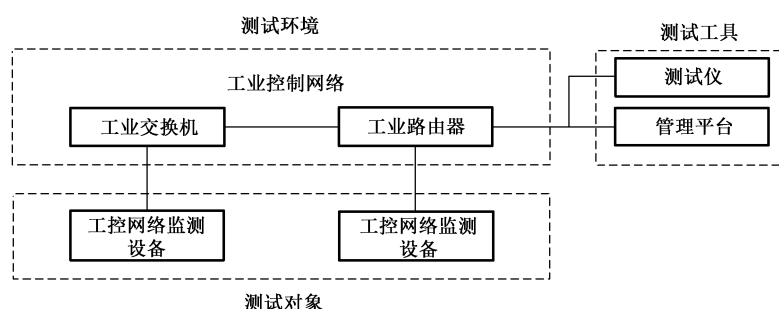 测试环境
测试工具
工业控制网络
测试仪
工业交换机
工业路由器
管理平台
工控网络监测
设备
工控网络监测
设备
测试对象